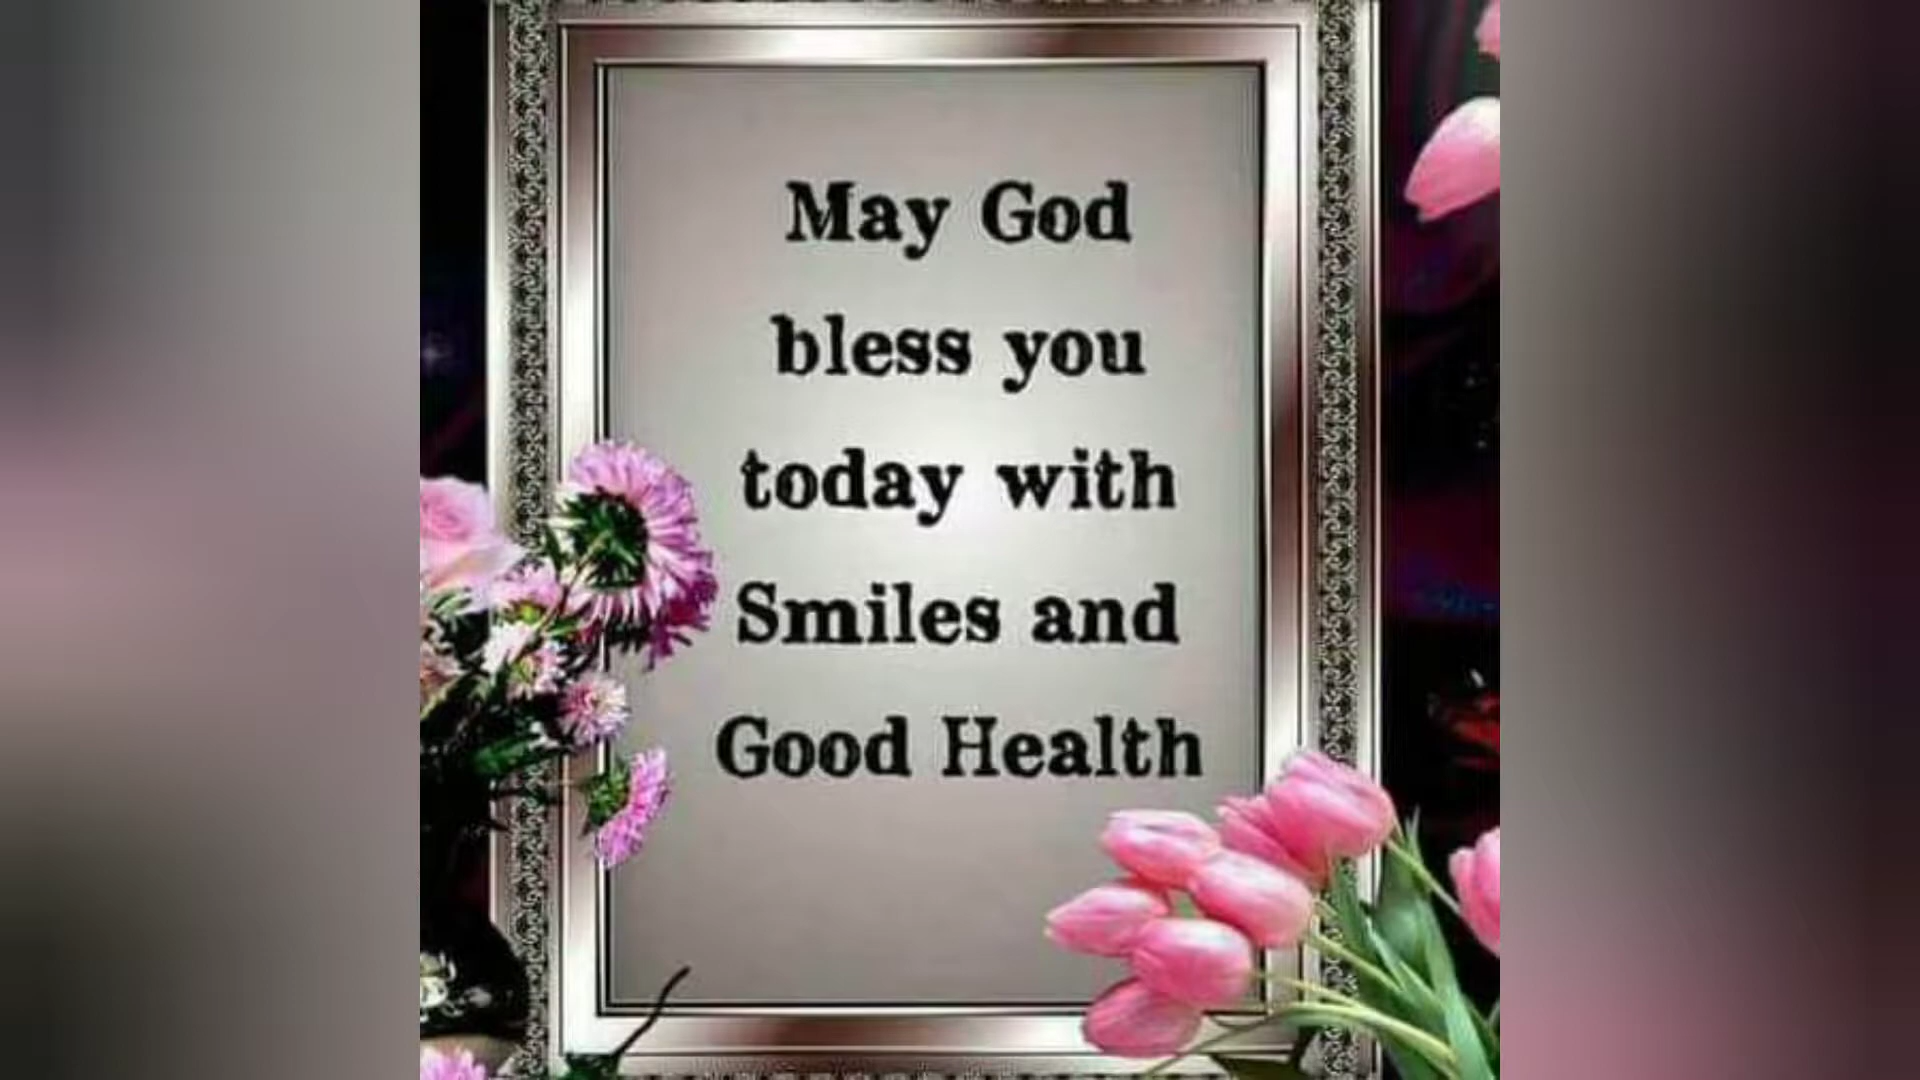 May God
bless you
today with
Smiles and
Good Health